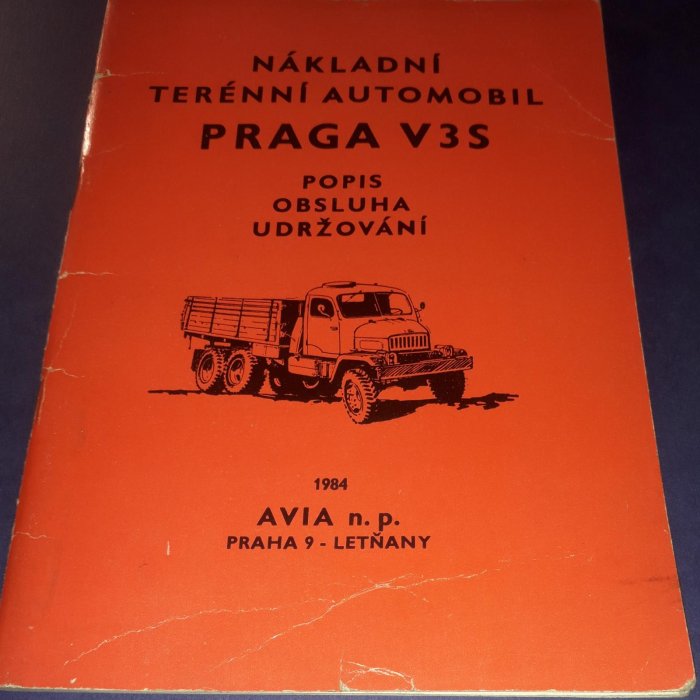 NÁKLADNÍ
TERÉNNÍ AUTOMOBIL
PRAGA V3S
POPIS
OBSLUHA
UDRŽOVÁNÍ
1984
AVIA n. p.
PRAHA 9 - LETŇANY